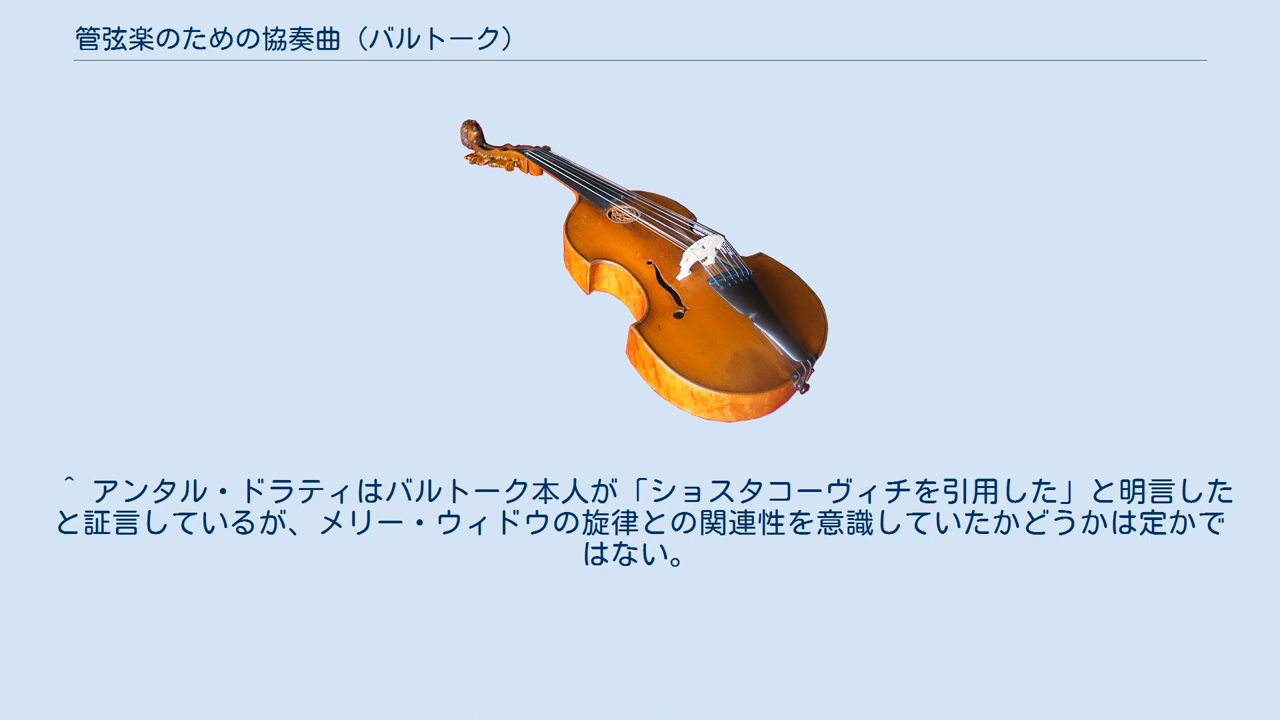 管弦楽のための協奏曲（バルトーク）
^ アンタル・ドラティはバルトーク本人が「ショスタコーヴィチを引用した」と明言した
と証言しているが、メリー・ウィドウの旋律との関連性を意識していたかどうかは定かで
はない。